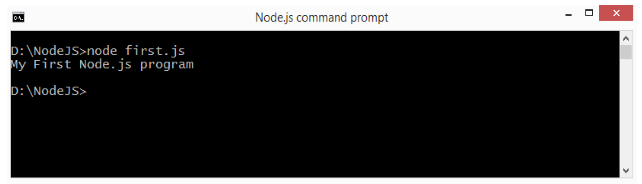 Node.js command prompt
D:\NodeJS>node first.js
My First Node.js program
D:\NodeJS>